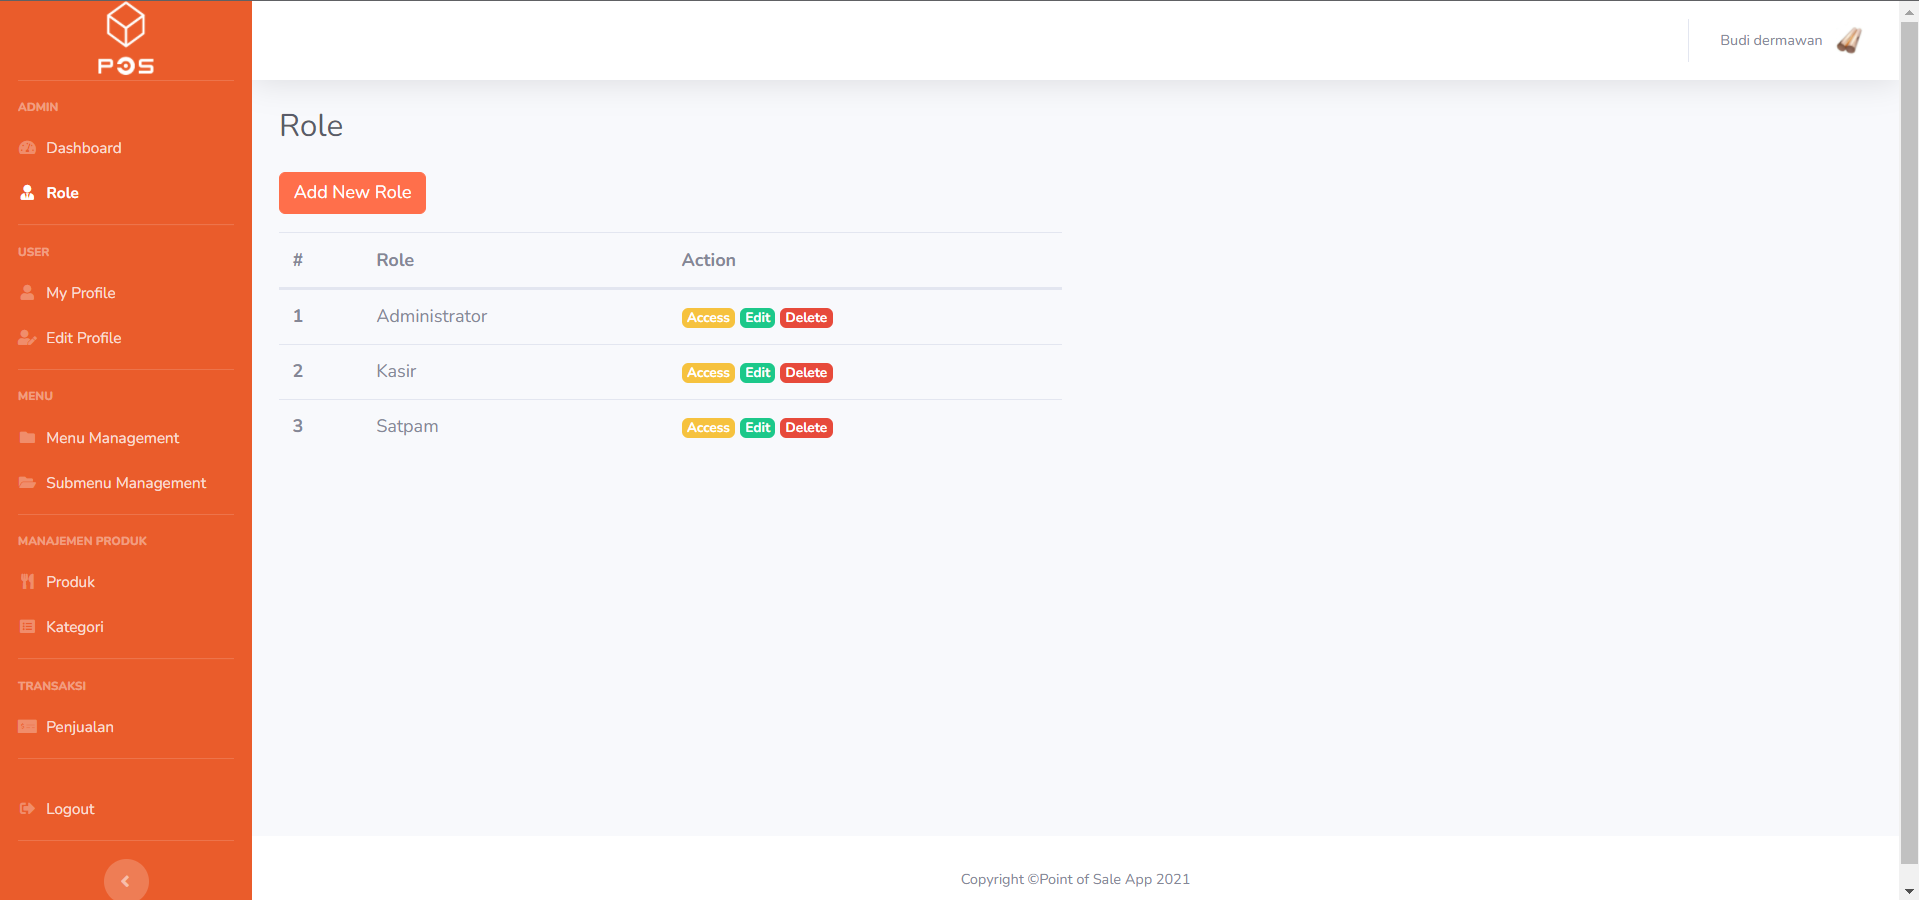 POS
Budi dermawan
ADMIN
Dashboard
Role
USER
My Profile
Edit Profile
MENU
Menu Management
Submenu Management
MANAJEMEN PRODUK
Produk
Kategori
TRANSAKSI
Penjualan
Logout
Role
Add New Role
# Role Action
1 Administrator Access Edit Delete
2 Kasir Access Edit Delete
3 Satpam Access Edit Delete
Copyright ©Point of Sale App 2021